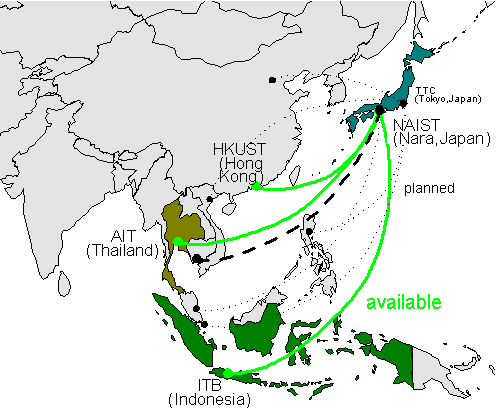 TTC
(Tokyo,Japan)
NAIST
(Nara,Japan)
HKUST
(Hong
Kong)
planned
AIT
(Thailand)
available
ITB
(Indonesia)